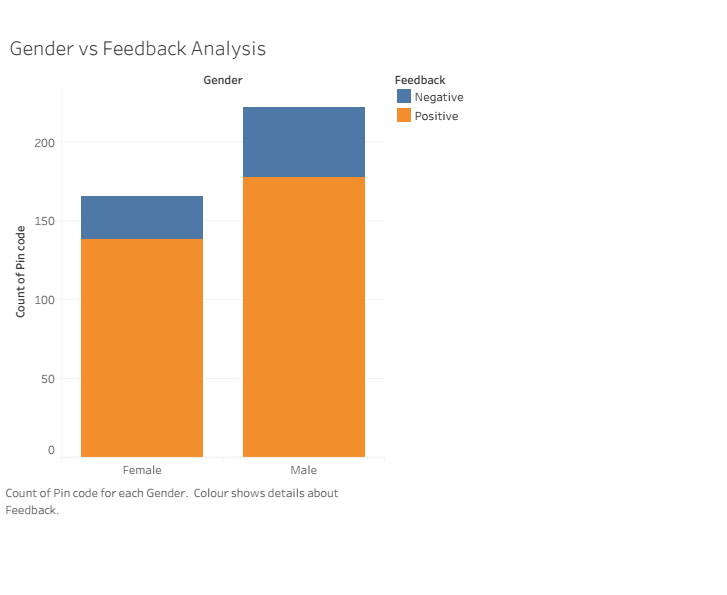 Gender vs Feedback Analysis
Gender
Feedback
Negative
Positive
200
150
100
50
0
Count of Pin code
Female
Male
Count of Pin code for each Gender.  Colour shows details about
Feedback.